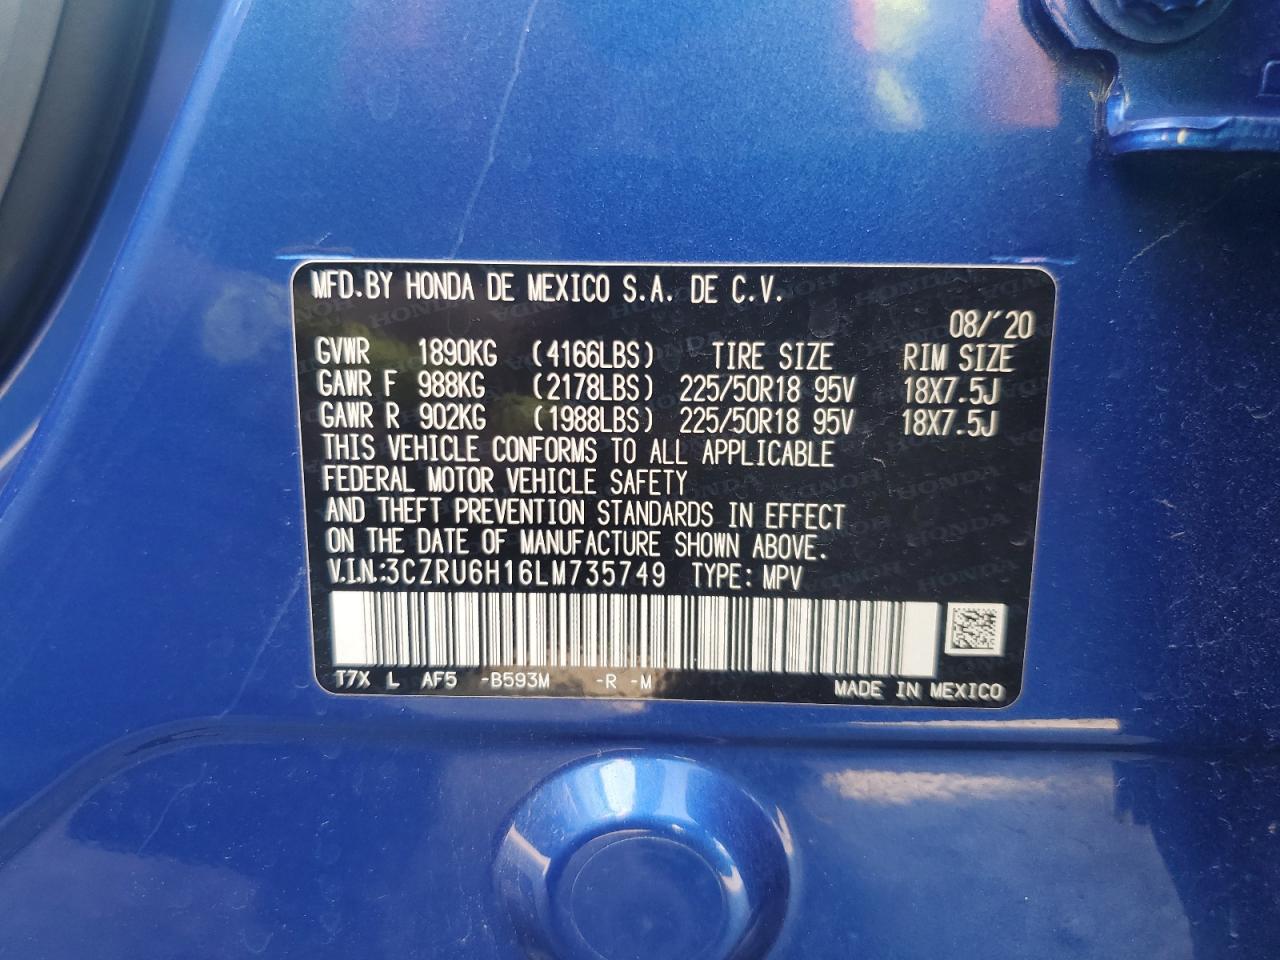 MFD.BY HONDA DE MEXICO S.A. DE C.V.
08/´20
GVWR 1890KG (4166LBS) TIRE SIZE RIM SIZE
GAWR F 988KG (2178LBS) 225/50R18 95V 18X7.5J
GAWR R 902KG (1988LBS) 225/50R18 95V 18X7.5J
THIS VEHICLE CONFORMS TO ALL APPLICABLE
FEDERAL MOTOR VEHICLE SAFETY
AND THEFT PREVENTION STANDARDS IN EFFECT
ON THE DATE OF MANUFACTURE SHOWN ABOVE.
V.I.N.:3CZRU6H16LM735749 TYPE: MPV
T7X L AF5 -B593M -R -M
MADE IN MEXICO